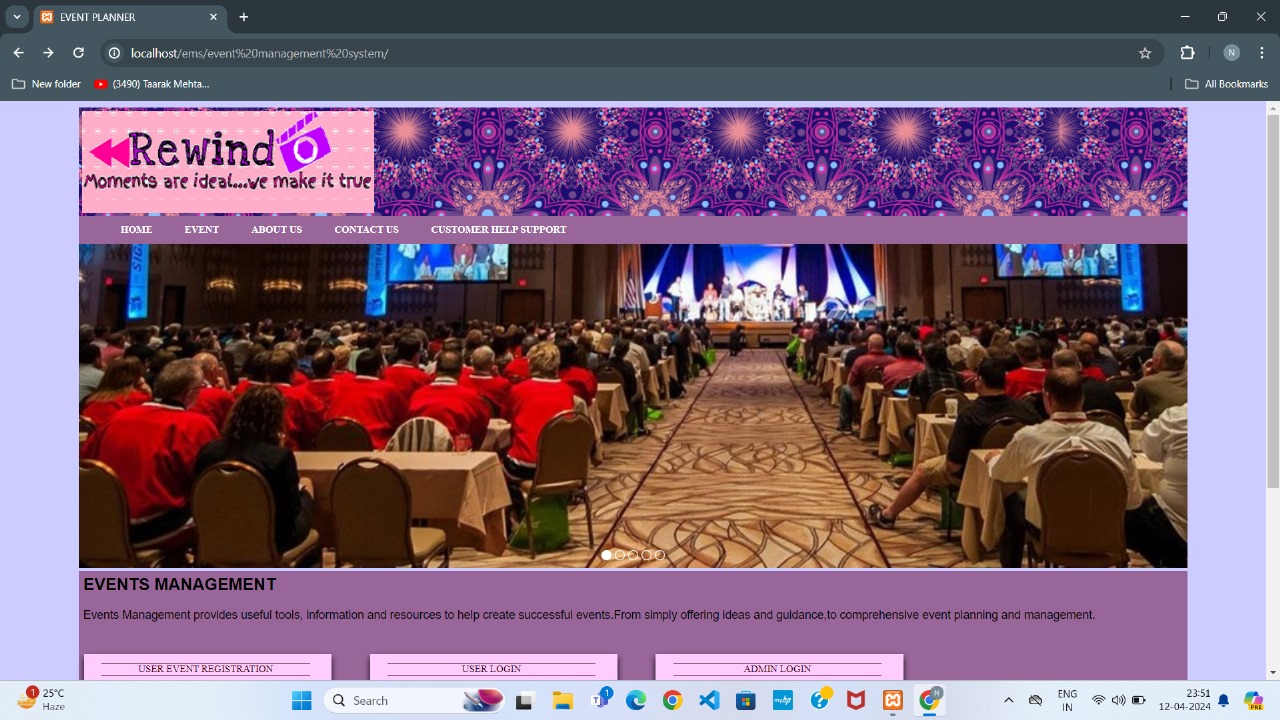 EVENT PLANNER
localhost/ems/event%20management%20system/
N
New folder
(3490) Taarak Mehta...
All Bookmarks
Rewind
Moments are ideal...we make it true
HOME EVENT ABOUT US CONTACT US CUSTOMER HELP SUPPORT
EVENTS MANAGEMENT
Events Management provides useful tools, information and resources to help create successful events.From simply offering ideas and guidance,to comprehensive event planning and management.
USER EVENT REGISTRATION USER LOGIN ADMIN LOGIN
1
25°C
Haze
Search
1
N
ENG
IN
23:51
12-04-2024
PRE